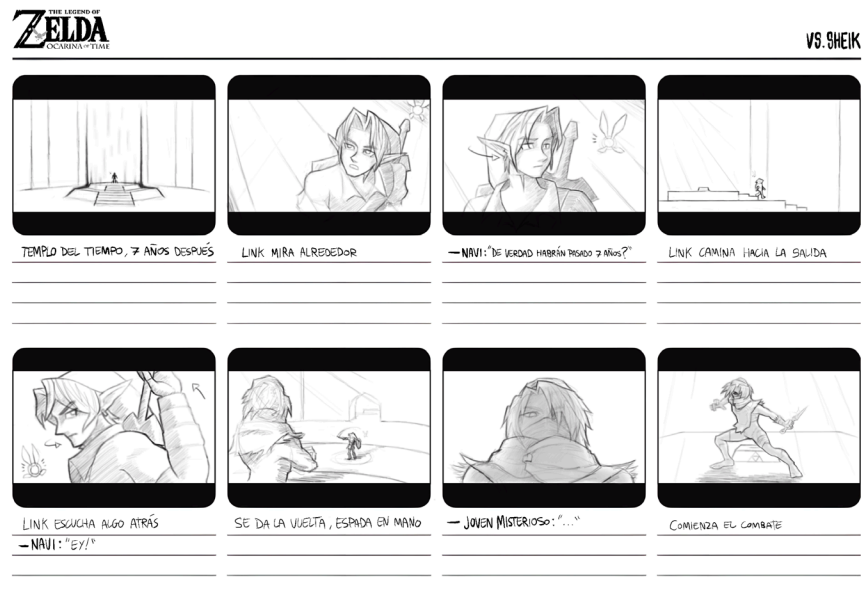 THE LEGEND OF
ZELDA
OCARINA OF TIME
VS. SHEIK
TEMPLO DEL TIEMPO, 7 AÑOS DESPUÉS
LINK MIRA ALREDEDOR
— NAVI: "DE VERDAD HABRÁN PASADO 7 AÑOS?"
LINK CAMINA HACIA LA SALIDA
LINK ESCUCHA ALGO ATRÁS
— NAVI: "EY!"
SE DA LA VUELTA, ESPADA EN MANO
— JOVEN MISTERIOSO: "..."
COMIENZA EL COMBATE